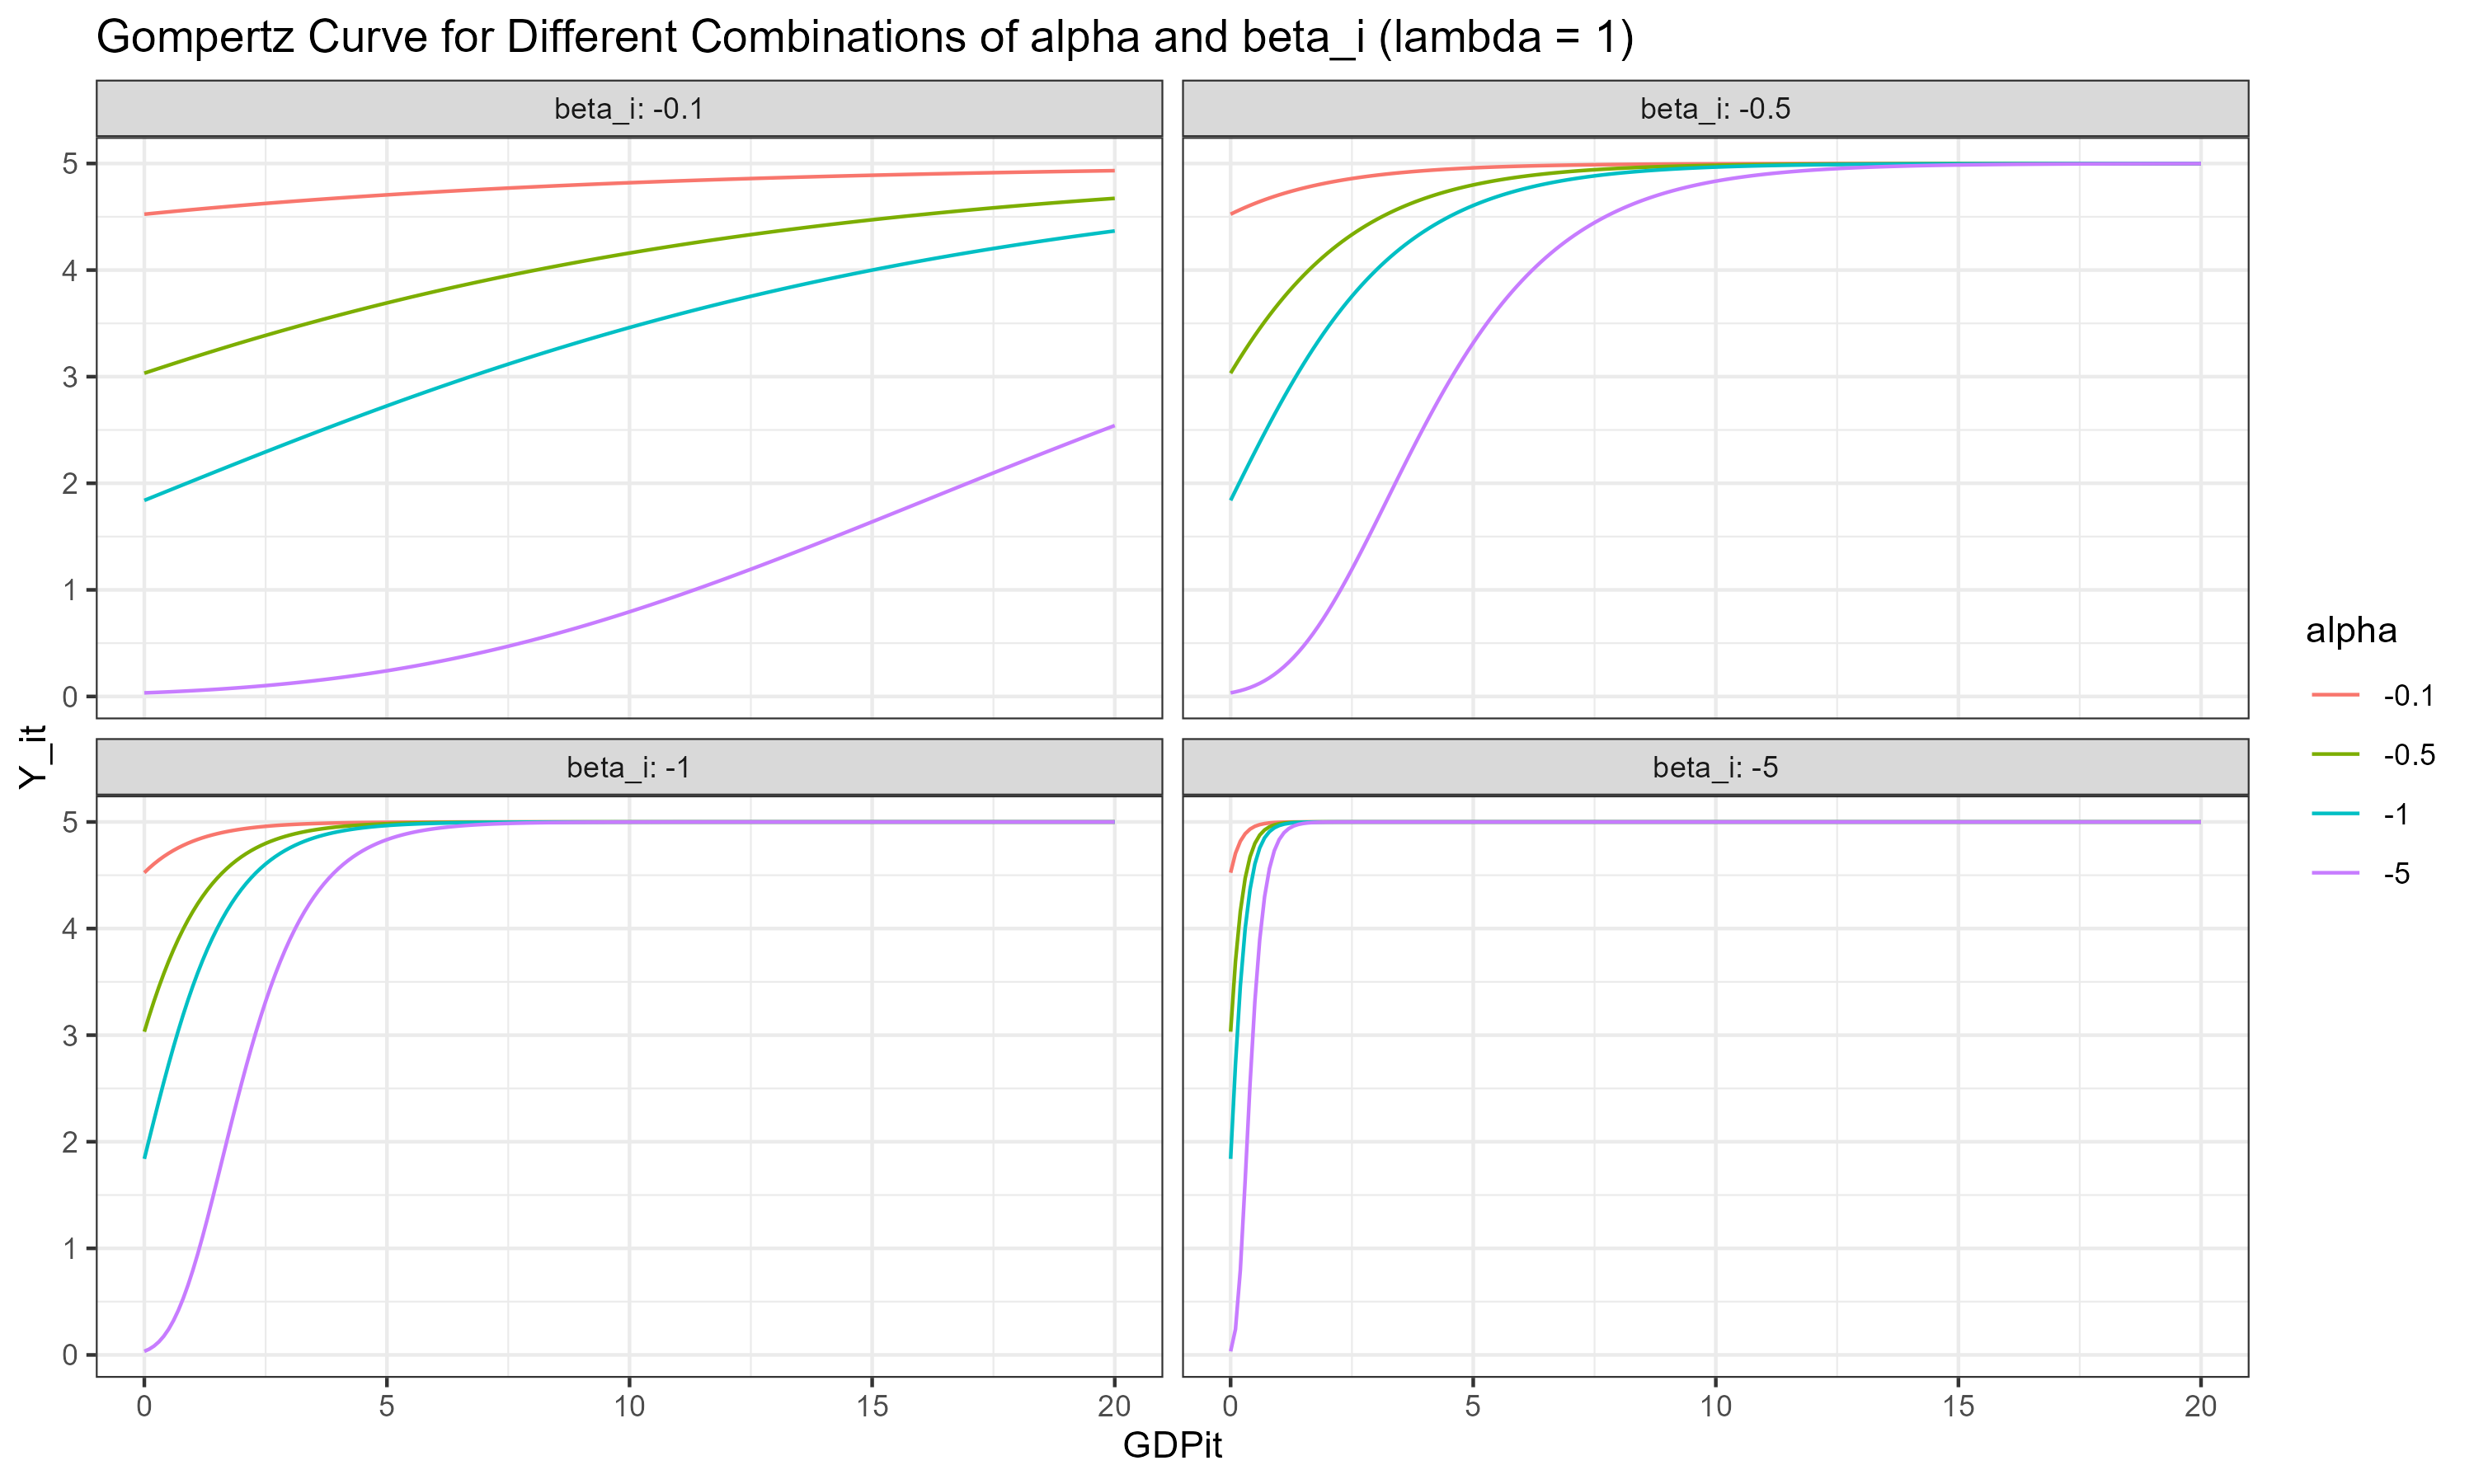 Gompertz Curve for Different Combinations of alpha and beta_i (lambda = 1)
beta_i: -0.1
beta_i: -0.5
5
4
3
2
1
0
beta_i: -1
beta_i: -5
5
4
3
2
1
0
0 5 10 15 20
0 5 10 15 20
GDPit
Y_it
alpha
-0.1
-0.5
-1
-5